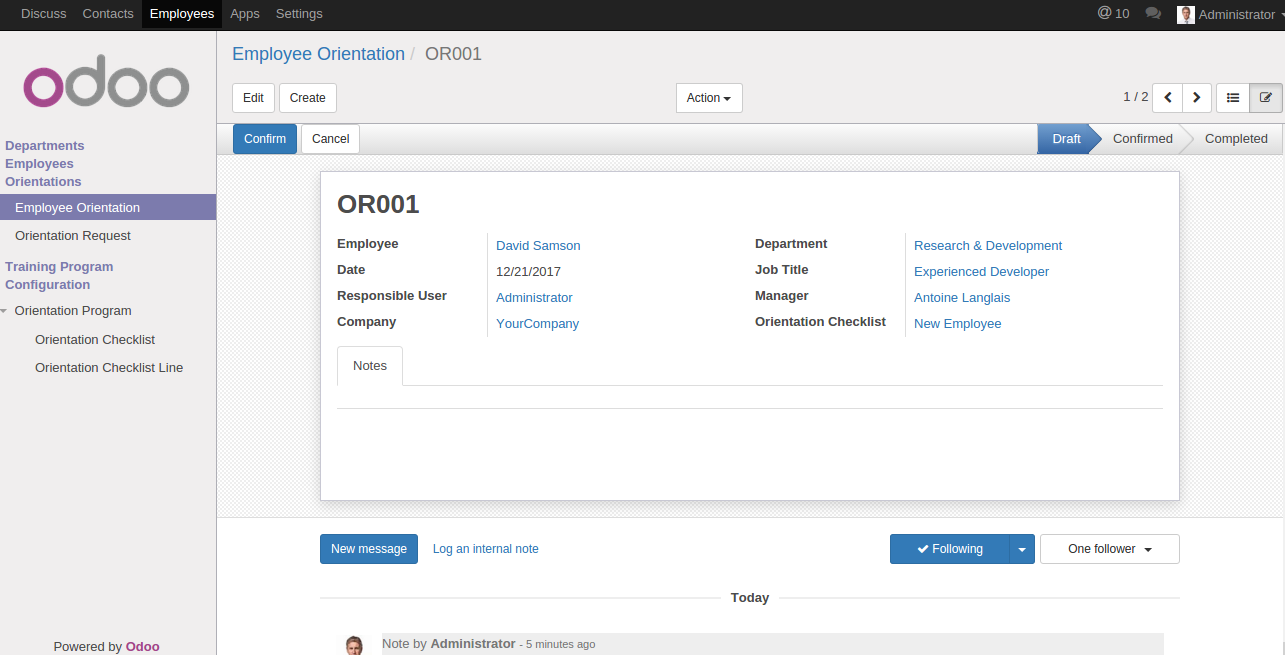 Discuss Contacts Employees Apps Settings @ 10 Administrator
odoo
Employee Orientation / OR001
Edit Create Action 1 / 2
Confirm Cancel Draft Confirmed Completed
Departments
Employees
Orientations
Employee Orientation
Orientation Request
Training Program
Configuration
Orientation Program
Orientation Checklist
Orientation Checklist Line
Powered by Odoo
OR001
Employee David Samson Department Research & Development
Date 12/21/2017 Job Title Experienced Developer
Responsible User Administrator Manager Antoine Langlais
Company YourCompany Orientation Checklist New Employee
Notes
New message Log an internal note Following One follower
Today
Note by Administrator - 5 minutes ago